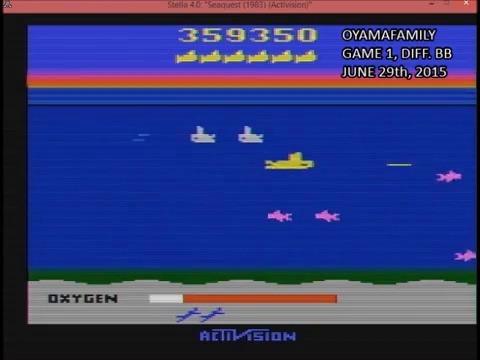 Stella 4.0: "Seaquest (1983) (Activision)"
359350
OYAMAFAMILY
GAME 1, DIFF. BB
JUNE 29th, 2015
OXYGEN
ACTIVISION